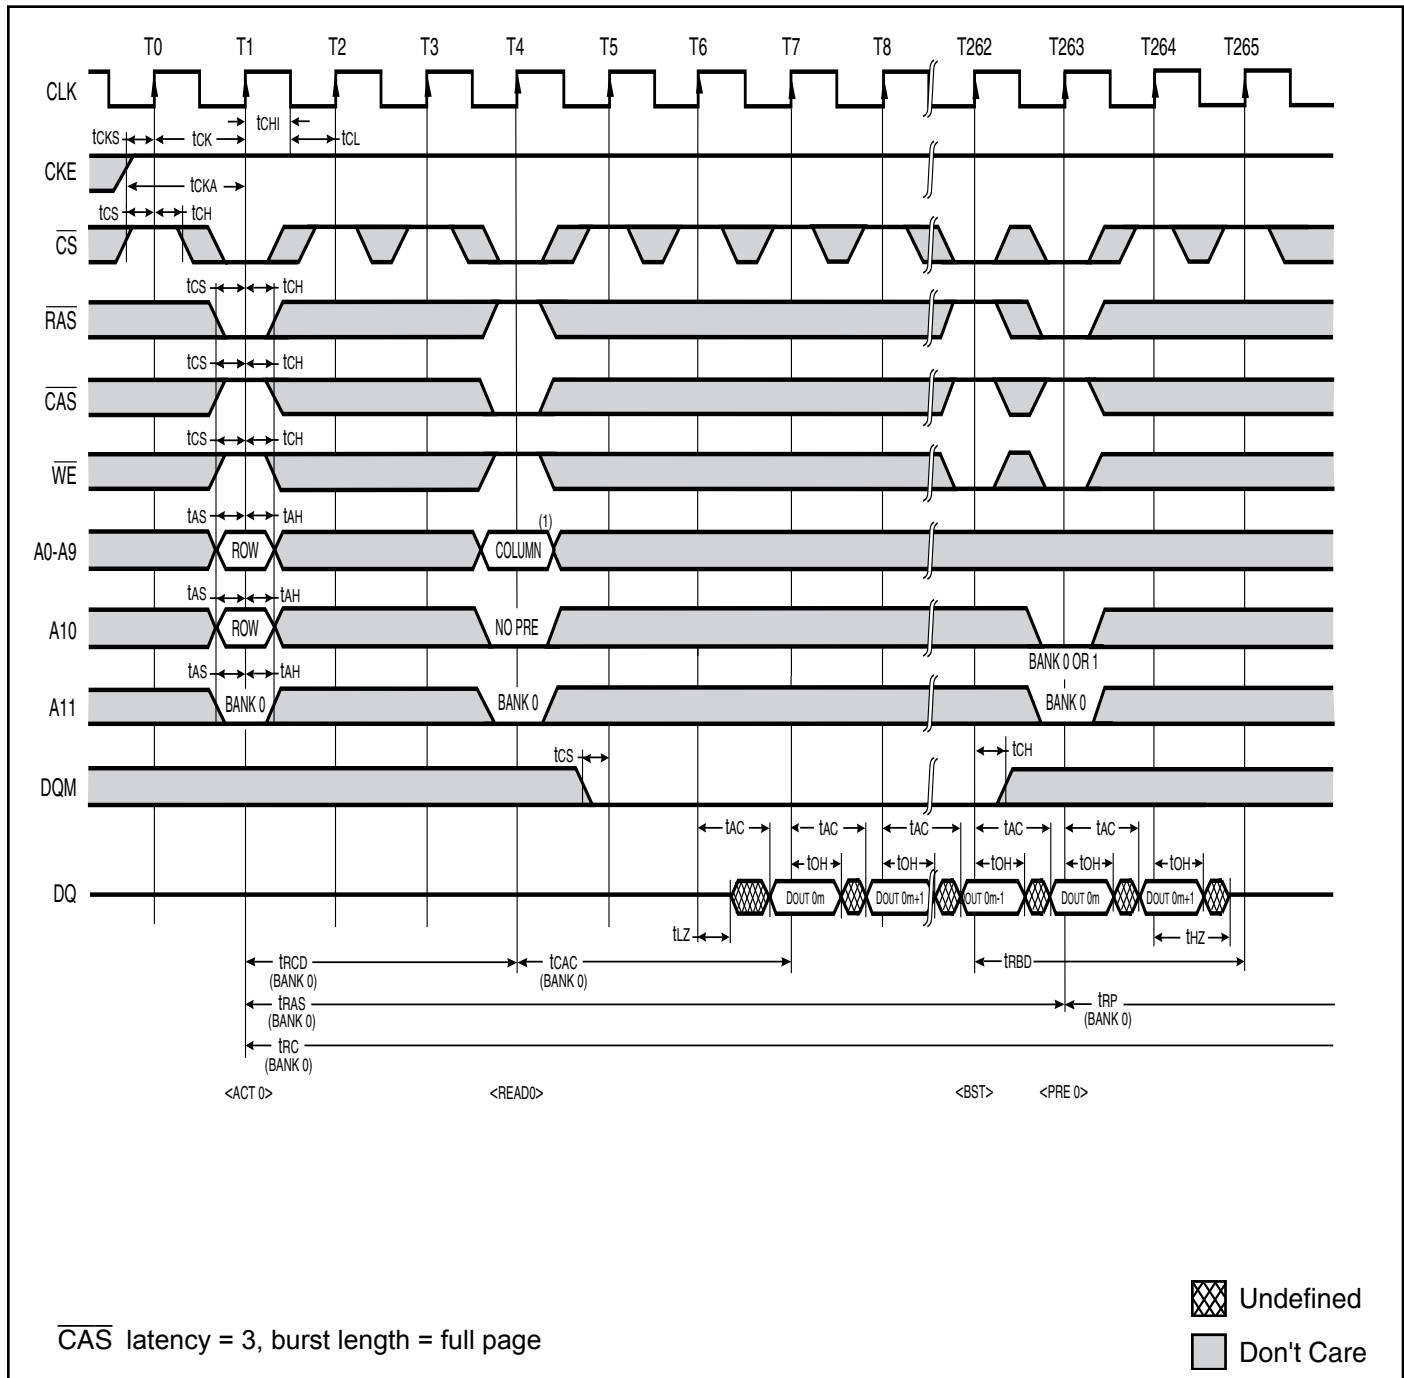 T0 T1 T2 T3 T4 T5 T6 T7 T8 T262 T263 T264 T265
CLK
tCHI
tCKS tCK tCL
CKE
tCKA
tCS tCH
CS
tCS tCH
RAS
tCS tCH
CAS
tCS tCH
WE
tAS tAH (1)
A0-A9 ROW COLUMN
tAS tAH
A10 ROW NO PRE
BANK 0 OR 1
tAS tAH
A11 BANK 0 BANK 0 BANK 0
tCS tCH
DQM
tAC tAC tAC tAC tAC
tOH tOH tOH tOH tOH
DQ DOUT 0m DOUT 0m+1 OUT 0m-1 DOUT 0m DOUT 0m+1
tLZ tHZ
tRCD tCAC tRBD
(BANK 0) (BANK 0)
tRAS tRP
(BANK 0) (BANK 0)
tRC
(BANK 0)
<ACT 0> <READ0> <BST> <PRE 0>
Undefined
CAS latency = 3, burst length = full page
Don't Care